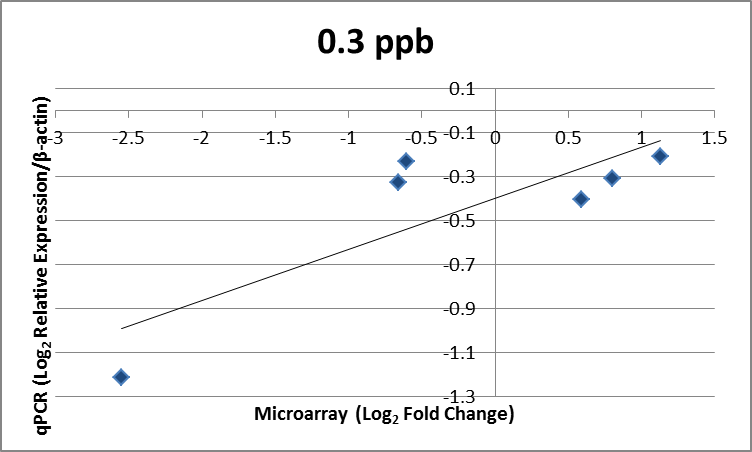 0.3 ppb
qPCR (Log2 Relative Expression/β-actin)
0.1
-3 -2.5 -2 -1.5 -1 -0.5 0 0.5 1 1.5
-0.1
-0.3
-0.5
-0.7
-0.9
-1.1
-1.3
Microarray (Log2 Fold Change)